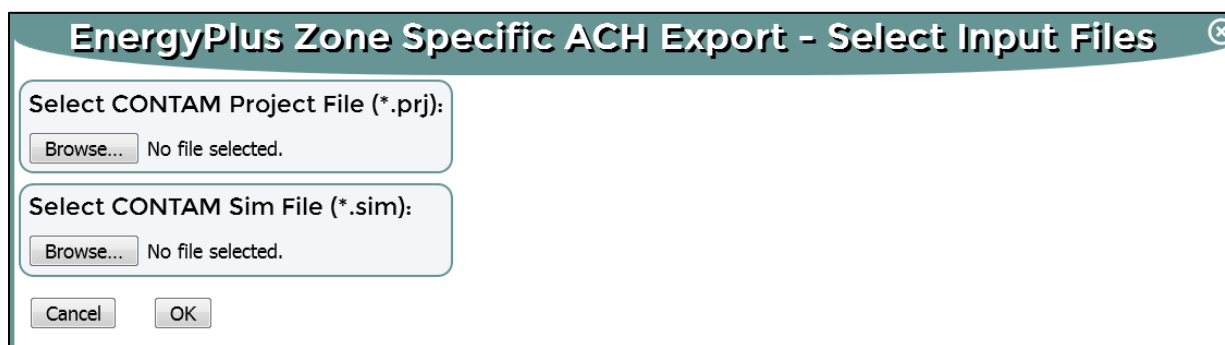 EnergyPlus Zone Specific ACH Export - Select Input Files
Select CONTAM Project File (*.prj):
Browse... No file selected.
Select CONTAM Sim File (*.sim):
Browse... No file selected.
Cancel OK